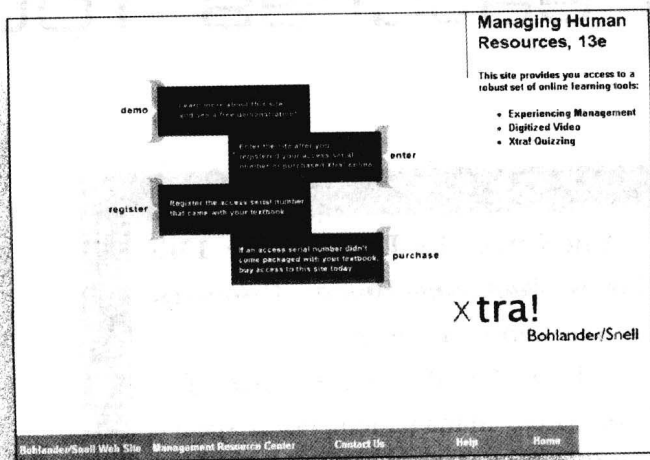 Managing Human
Resources, 13e
This site provides you access to a
robust set of online learning tools:
• Experiencing Management
• Digitized Video
• Xtra! Quizzing
demo
Learn more about this site
and see a free demonstration!
Enter the site after you
registered your access serial
number or purchased Xtra! online
enter
register
Register the access serial number
that came with your textbook
If an access serial number didn't
come packaged with your textbook,
buy access to this site today
purchase
xtra!
Bohlander/Snell
Bohlander/Snell Web Site Management Resource Center Contact Us Help Home